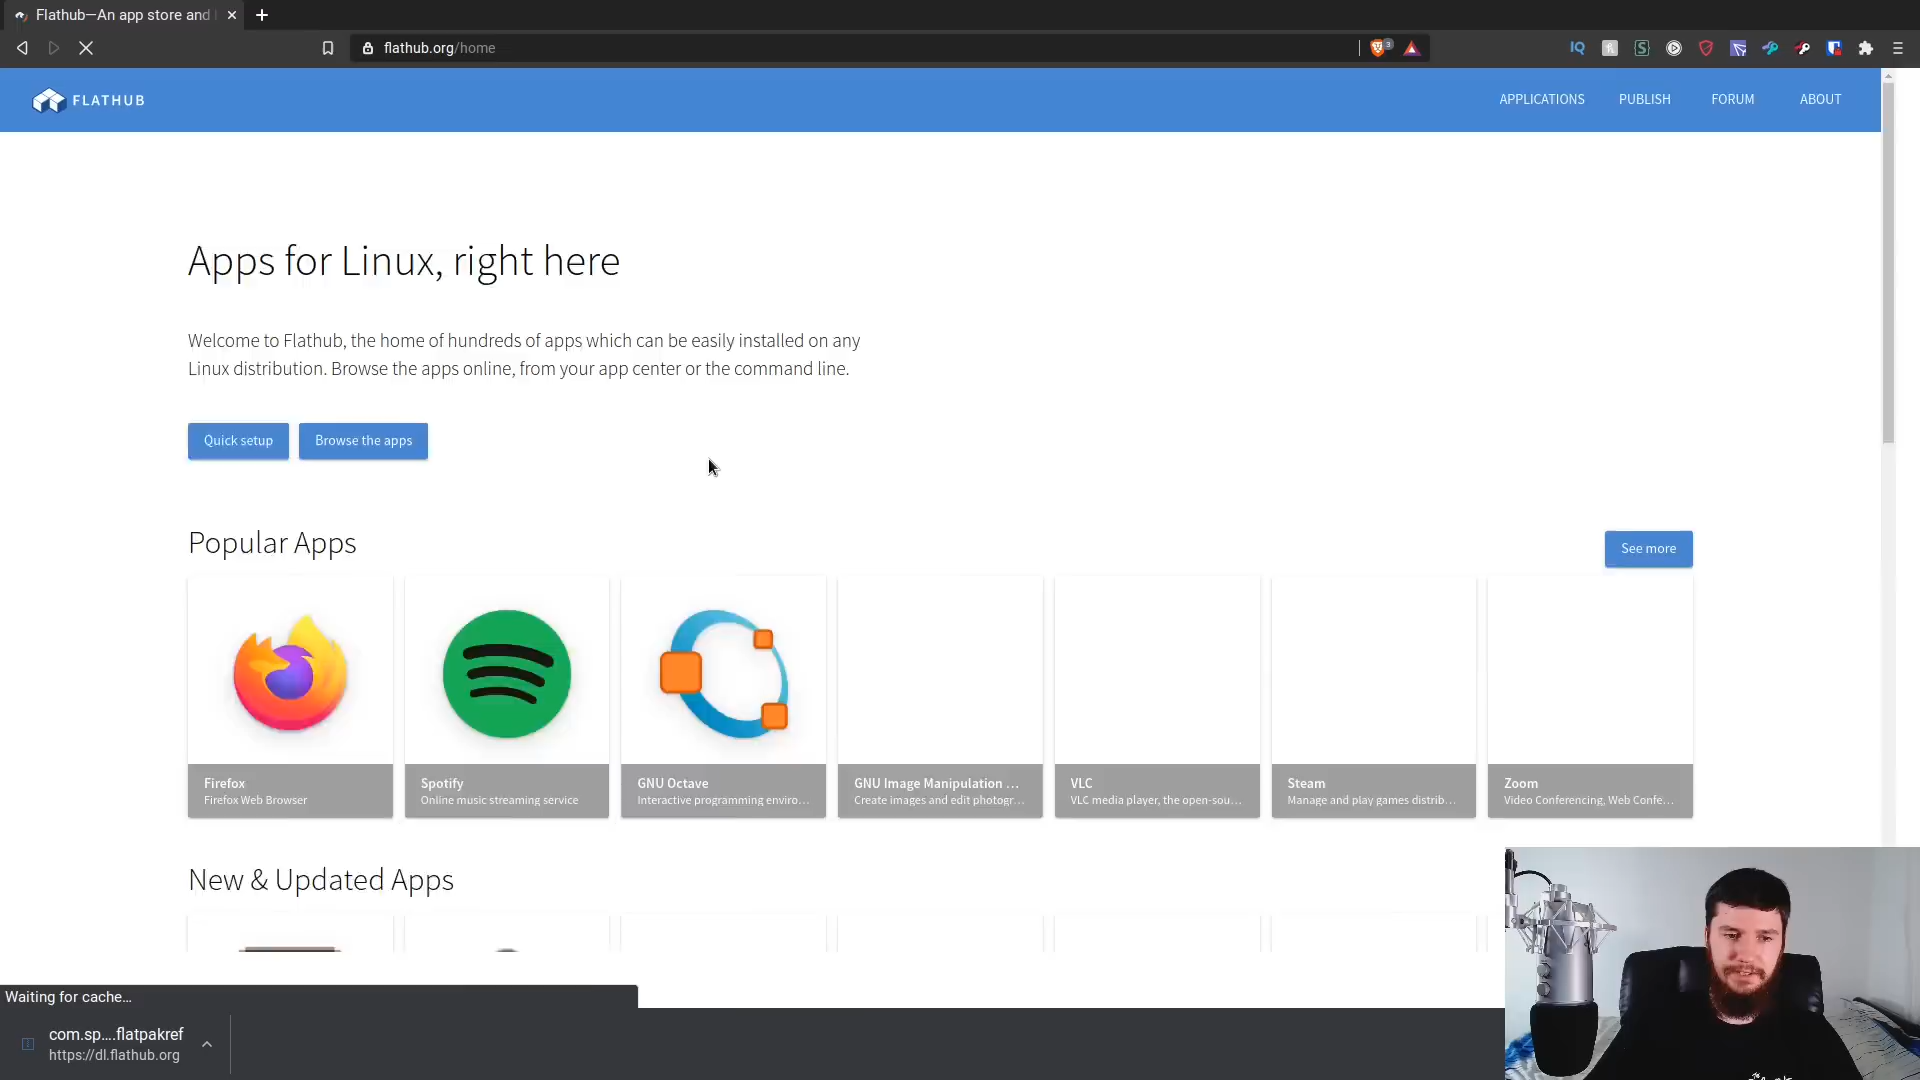 Flathub—An app store and
flathub.org/home
3
IQ
FLATHUB
APPLICATIONS
PUBLISH
FORUM
ABOUT
Apps for Linux, right here
Welcome to Flathub, the home of hundreds of apps which can be easily installed on any
Linux distribution. Browse the apps online, from your app center or the command line.
Quick setup
Browse the apps
Popular Apps
See more
Firefox
Firefox Web Browser
Spotify
Online music streaming service
GNU Octave
Interactive programming enviro...
GNU Image Manipulation ...
Create images and edit photogr...
VLC
VLC media player, the open-sou...
Steam
Manage and play games distrib...
Zoom
Video Conferencing, Web Confe...
New & Updated Apps
Waiting for cache...
com.sp....flatpakref
https://dl.flathub.org